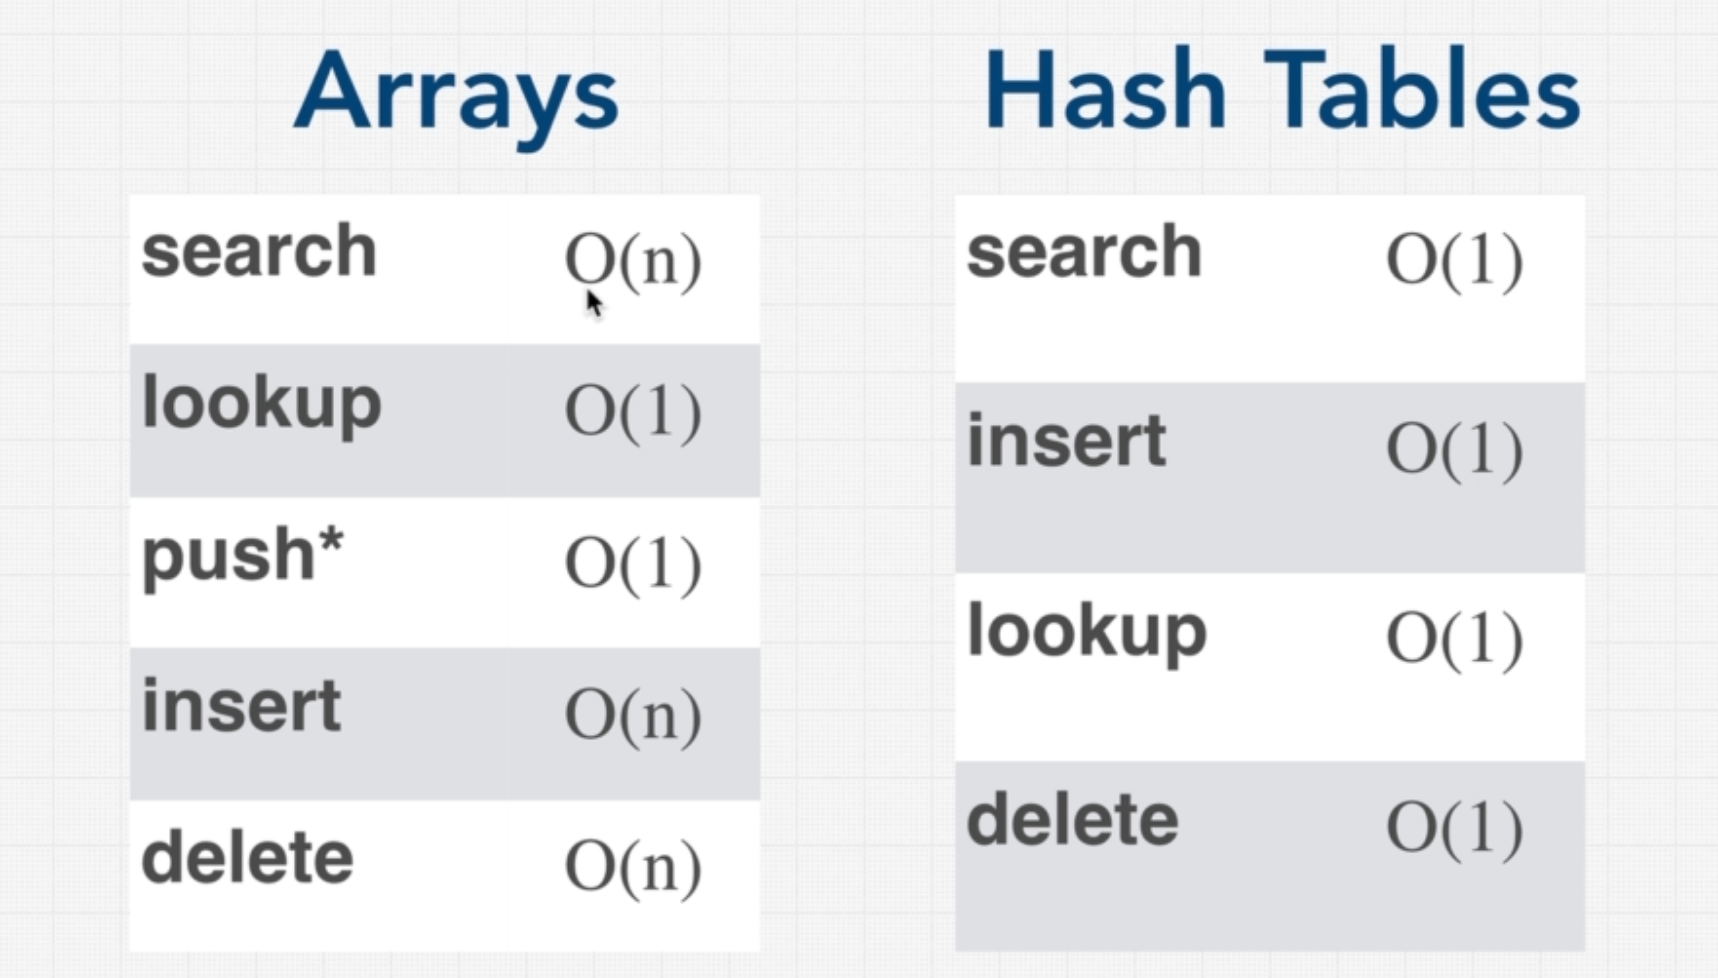 Arrays
search O(n)
lookup O(1)
push* O(1)
insert O(n)
delete O(n)
Hash Tables
search O(1)
insert O(1)
lookup O(1)
delete O(1)